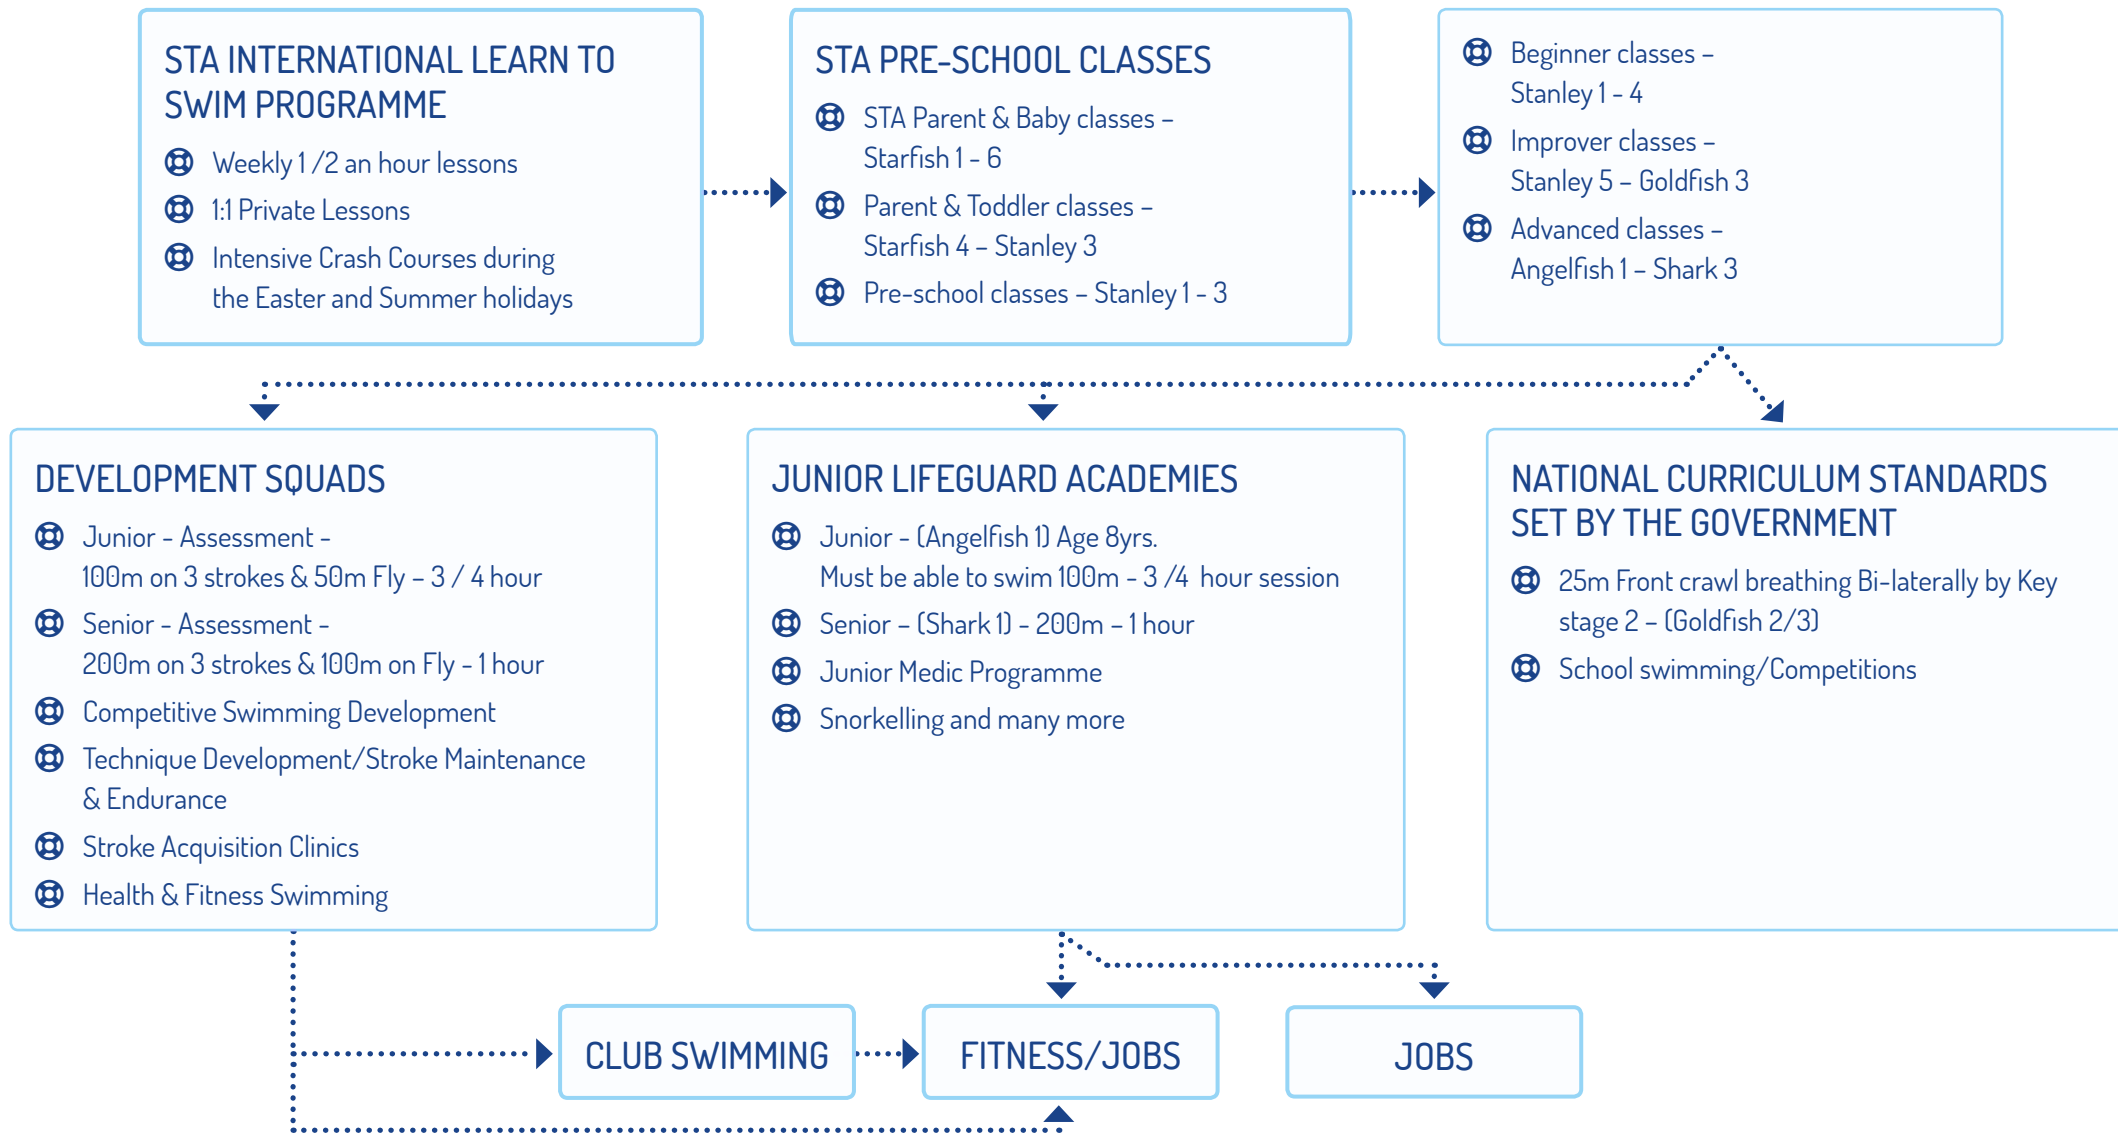 STA INTERNATIONAL LEARN TO
SWIM PROGRAMME
Weekly 1 /2 an hour lessons
1:1 Private Lessons
Intensive Crash Courses during
the Easter and Summer holidays
STA PRE-SCHOOL CLASSES
STA Parent & Baby classes –
Starfish 1 - 6
Parent & Toddler classes –
Starfish 4 – Stanley 3
Pre-school classes – Stanley 1 - 3
Beginner classes –
Stanley 1 - 4
Improver classes –
Stanley 5 – Goldfish 3
Advanced classes –
Angelfish 1 – Shark 3
DEVELOPMENT SQUADS
Junior - Assessment -
100m on 3 strokes & 50m Fly – 3 / 4 hour
Senior - Assessment -
200m on 3 strokes & 100m on Fly - 1 hour
Competitive Swimming Development
Technique Development/Stroke Maintenance
& Endurance
Stroke Acquisition Clinics
Health & Fitness Swimming
JUNIOR LIFEGUARD ACADEMIES
Junior - (Angelfish 1) Age 8yrs.
Must be able to swim 100m - 3 /4 hour session
Senior – (Shark 1) - 200m – 1 hour
Junior Medic Programme
Snorkelling and many more
NATIONAL CURRICULUM STANDARDS
SET BY THE GOVERNMENT
25m Front crawl breathing Bi-laterally by Key
stage 2 – (Goldfish 2/3)
School swimming/Competitions
CLUB SWIMMING
FITNESS/JOBS
JOBS